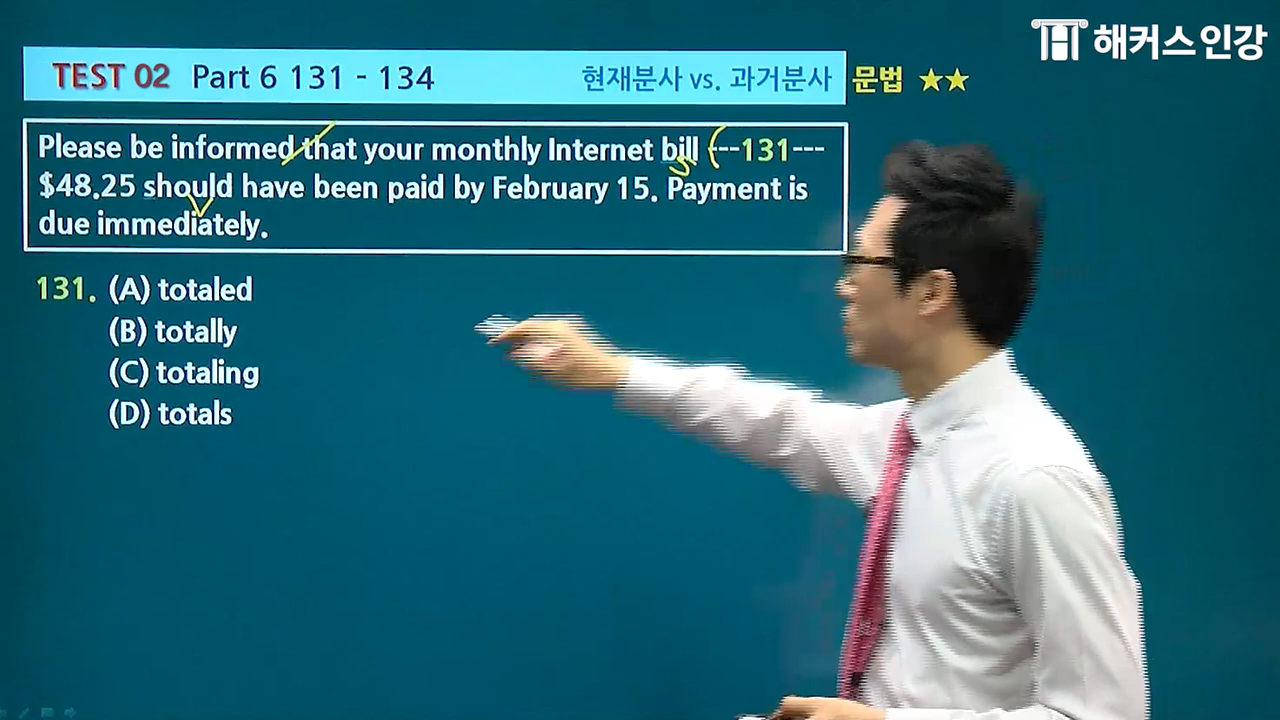 해커스인강
TEST 02 Part 6 131 - 134 현재분사 vs. 과거분사 문법 ★★
Please be informed that your monthly Internet bill ---131---
$48.25 should have been paid by February 15. Payment is
due immediately.
131. (A) totaled
(B) totally
(C) totaling
(D) totals